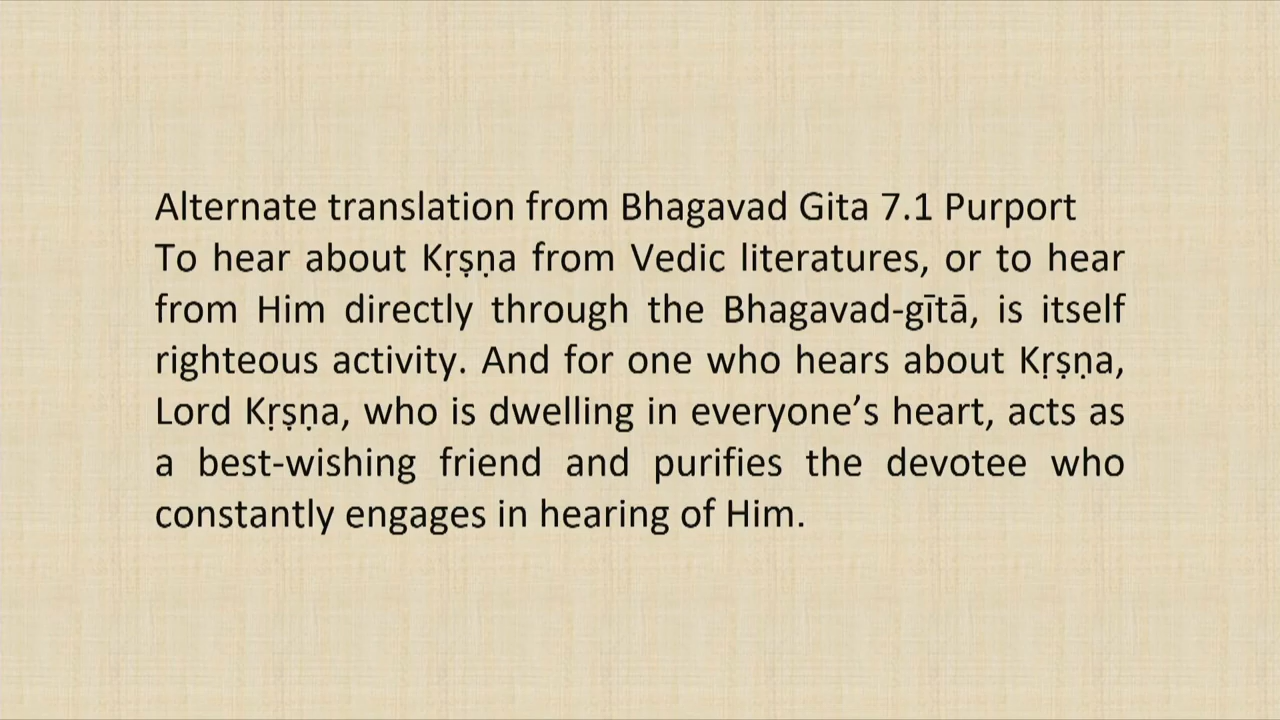 Alternate translation from Bhagavad Gita 7.1 Purport
To hear about Kṛṣṇa from Vedic literatures, or to hear
from Him directly through the Bhagavad-gītā, is itself
righteous activity. And for one who hears about Kṛṣṇa,
Lord Kṛṣṇa, who is dwelling in everyone’s heart, acts as
a best-wishing friend and purifies the devotee who
constantly engages in hearing of Him.